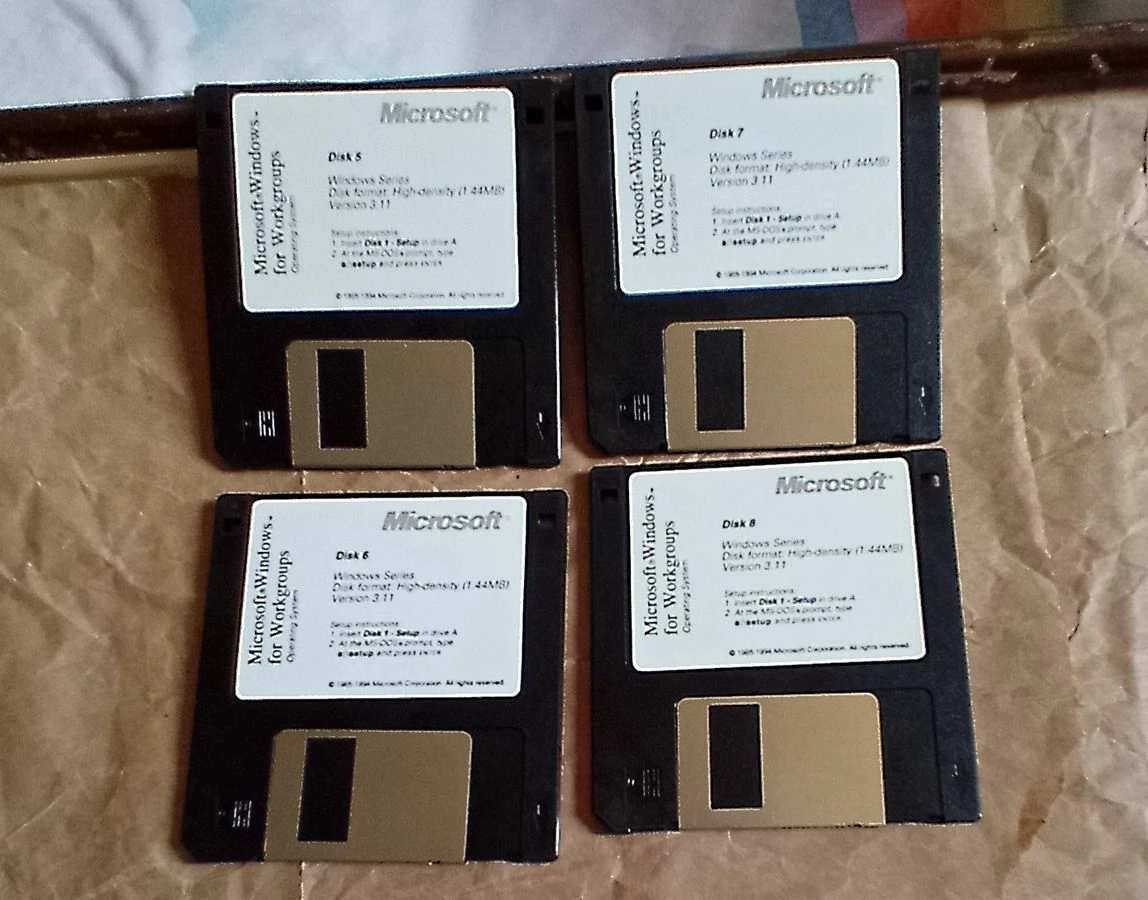 Microsoft®
Microsoft®Windows™
for Workgroups
Operating System
Disk 5
Windows Series
Disk format: High-density (1.44MB)
Version 3.11
Setup instructions:
1. Insert Disk 1 - Setup in drive A.
2. At the MS-DOS® prompt, type
a:\setup and press ENTER.
© 1985-1994 Microsoft Corporation. All rights reserved.
Microsoft®
Microsoft®Windows™
for Workgroups
Operating System
Disk 7
Windows Series
Disk format: High-density (1.44MB)
Version 3.11
Setup instructions:
1. Insert Disk 1 - Setup in drive A.
2. At the MS-DOS® prompt, type
a:\setup and press ENTER.
© 1985-1994 Microsoft Corporation. All rights reserved.
Microsoft®
Microsoft®Windows™
for Workgroups
Operating System
Disk 6
Windows Series
Disk format: High-density (1.44MB)
Version 3.11
Setup instructions:
1. Insert Disk 1 - Setup in drive A.
2. At the MS-DOS® prompt, type
a:\setup and press ENTER.
© 1985-1994 Microsoft Corporation. All rights reserved.
Microsoft®
Microsoft®Windows™
for Workgroups
Operating System
Disk 8
Windows Series
Disk format: High-density (1.44MB)
Version 3.11
Setup instructions:
1. Insert Disk 1 - Setup in drive A.
2. At the MS-DOS® prompt, type
a:\setup and press ENTER.
© 1985-1994 Microsoft Corporation. All rights reserved.